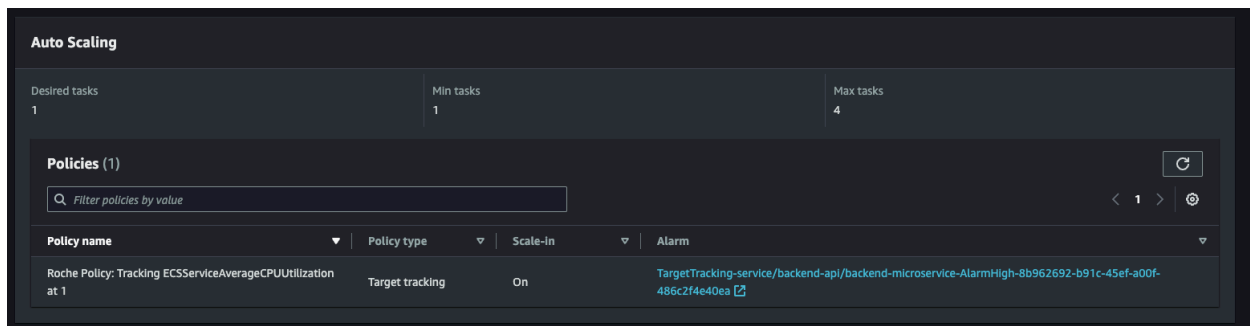 Auto Scaling
Desired tasks
1
Min tasks
1
Max tasks
4
Policies (1)
Filter policies by value
1
Policy name
Policy type
Scale-in
Alarm
Roche Policy: Tracking ECSServiceAverageCPUUtilization
at 1
Target tracking
On
TargetTracking-service/backend-api/backend-microservice-AlarmHigh-8b962692-b91c-45ef-a00f-
486c2f4e40ea